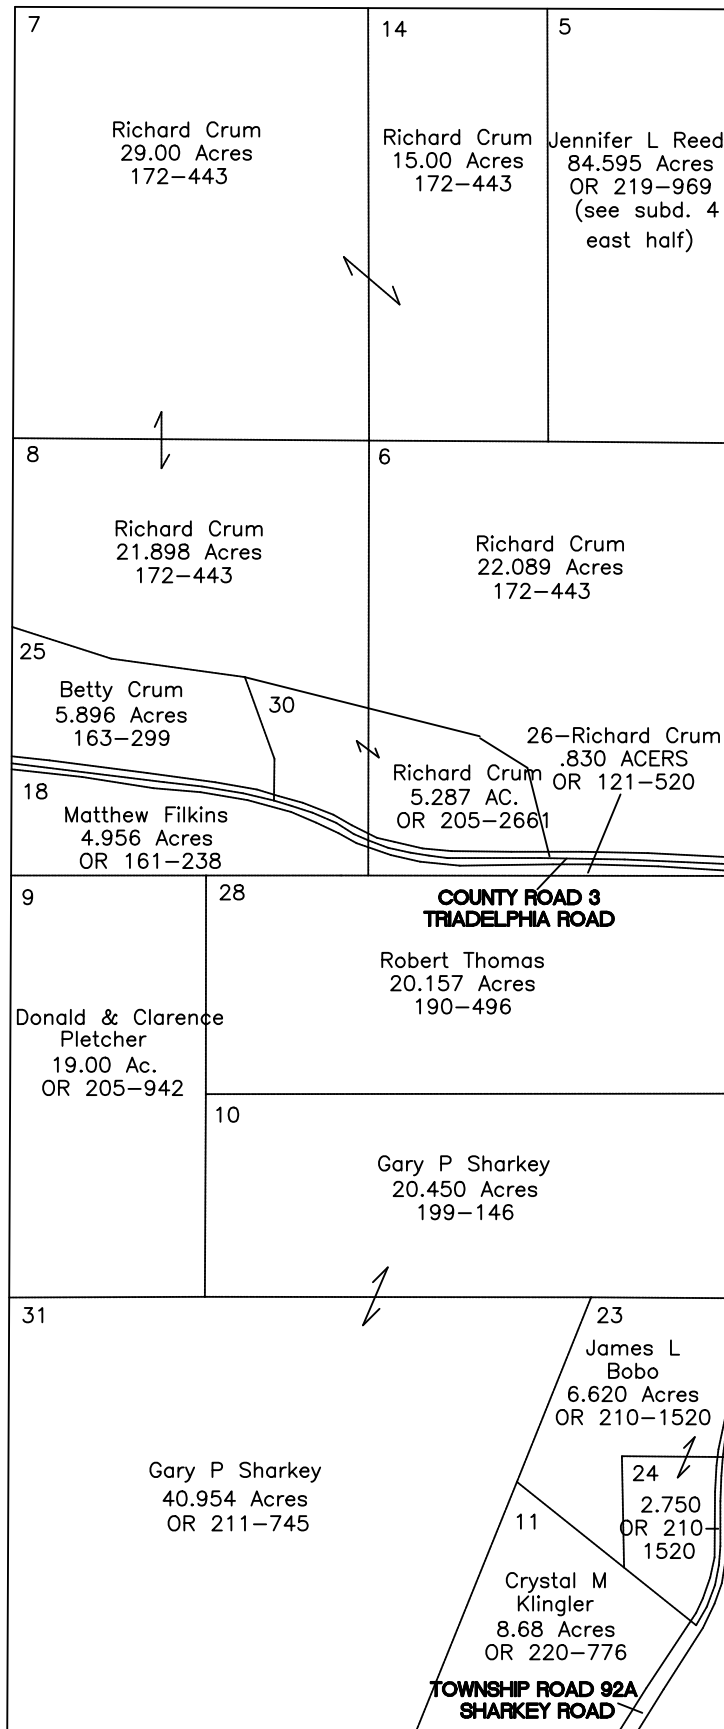 7
Richard Crum
29.00 Acres
172-443
14
Richard Crum
15.00 Acres
172-443
5
Jennifer L Reed
84.595 Acres
OR 219-969
(see subd. 4
east half)
8
Richard Crum
21.898 Acres
172-443
6
Richard Crum
22.089 Acres
172-443
25
Betty Crum
5.896 Acres
163-299
30
Richard Crum
5.287 AC.
OR 205-2661
26-Richard Crum
.830 ACERS
OR 121-520
18
Matthew Filkins
4.956 Acres
OR 161-238
COUNTY ROAD 3
TRIADELPHIA ROAD
9
Donald & Clarence
Pletcher
19.00 Ac.
OR 205-942
28
Robert Thomas
20.157 Acres
190-496
10
Gary P Sharkey
20.450 Acres
199-146
31
Gary P Sharkey
40.954 Acres
OR 211-745
23
James L
Bobo
6.620 Acres
OR 210-1520
24
2.750
OR 210-
1520
11
Crystal M
Klingler
8.68 Acres
OR 220-776
TOWNSHIP ROAD 92A
SHARKEY ROAD